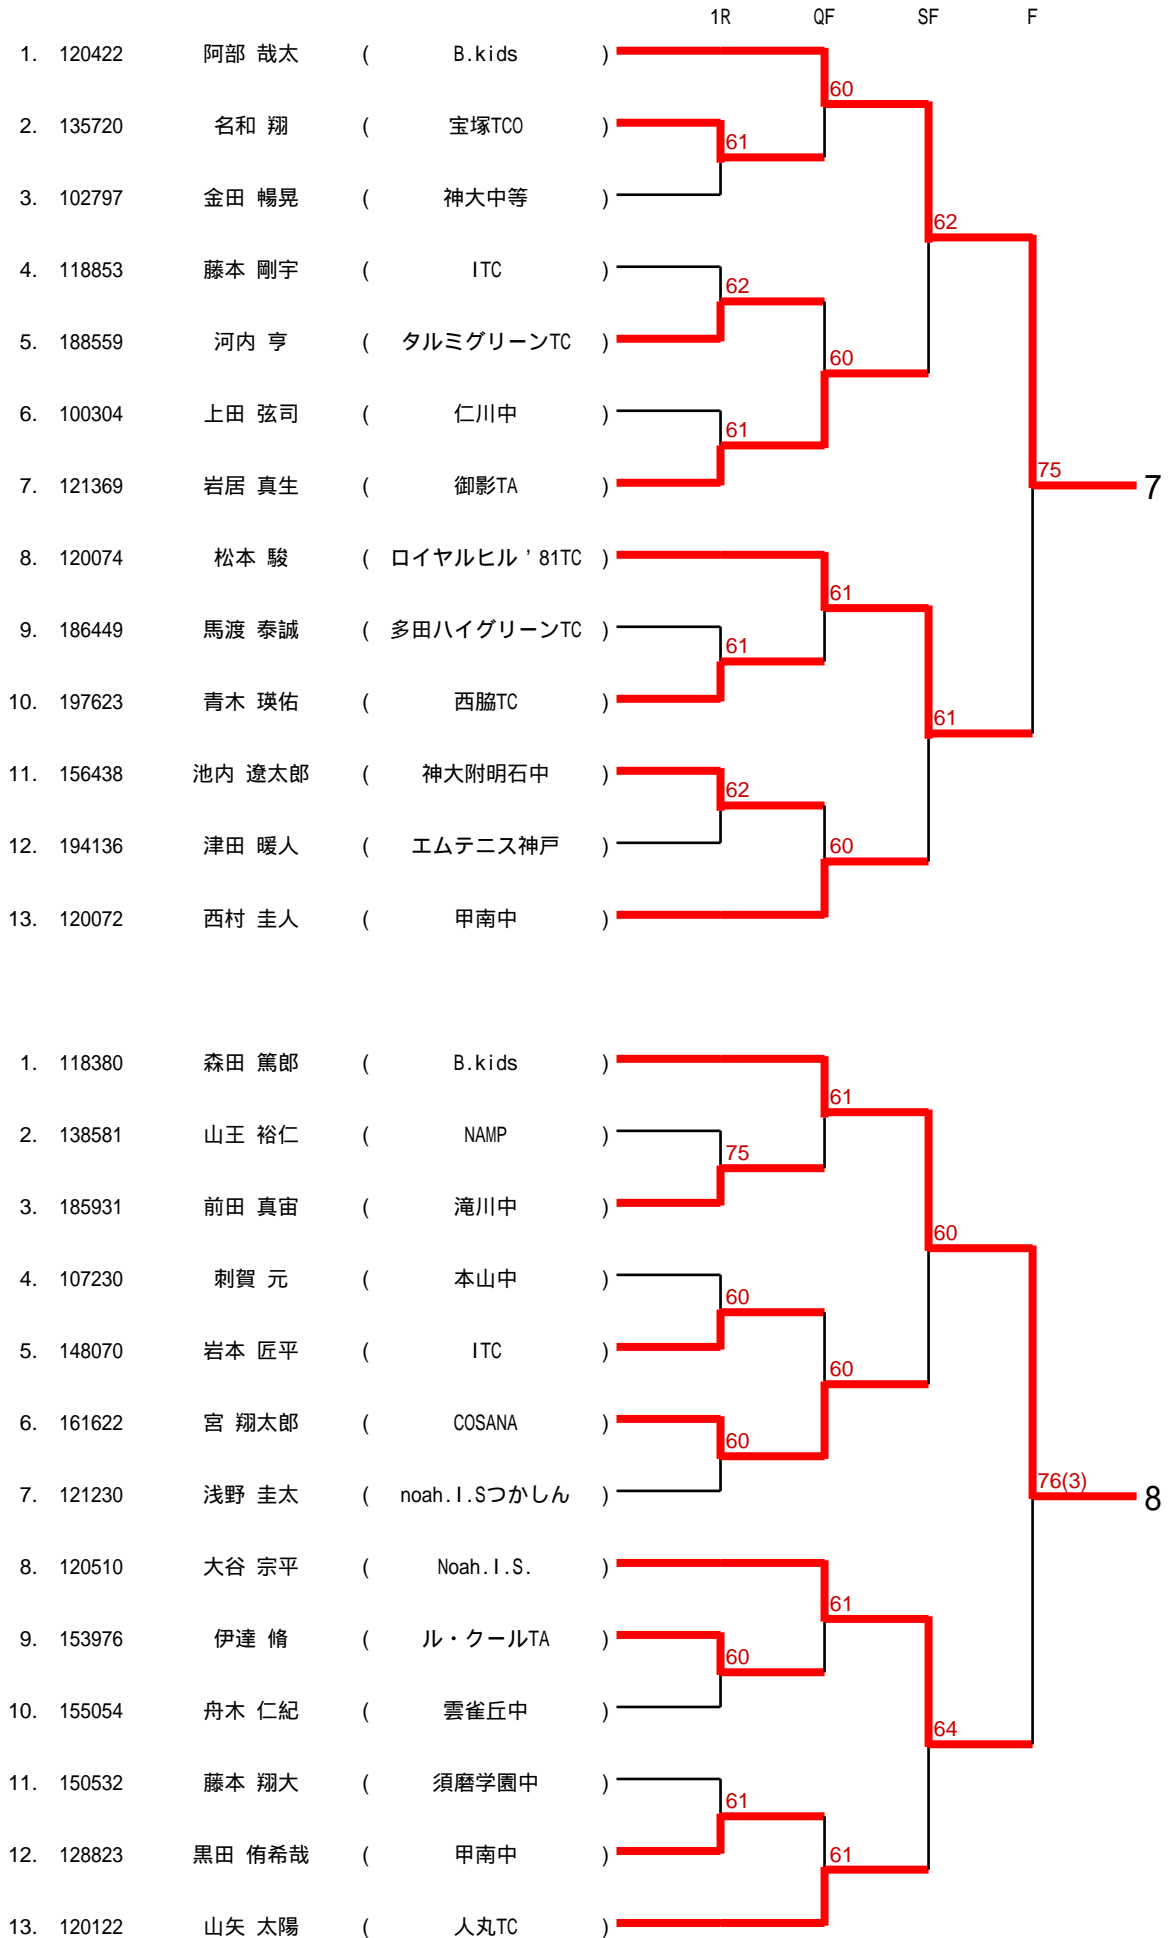 1R QF SF F
1. 120422 阿部 哉太 ( B.kids )
60
2. 135720 名和 翔 ( 宝塚TCO )
61
3. 102797 金田 暢晃 ( 神大中等 )
62
4. 118853 藤本 剛宇 ( ITC )
62
5. 188559 河内 亨 ( タルミグリーンTC )
60
6. 100304 上田 弦司 ( 仁川中 )
61
7. 121369 岩居 真生 ( 御影TA )
75 7
8. 120074 松本 駿 ( ロイヤルヒル'81TC )
61
9. 186449 馬渡 泰誠 ( 多田ハイグリーンTC )
61
10. 197623 青木 瑛佑 ( 西脇TC )
61
11. 156438 池内 遼太郎 ( 神大附明石中 )
62
12. 194136 津田 暖人 ( エムテニス神戸 )
60
13. 120072 西村 圭人 ( 甲南中 )
1. 118380 森田 篤郎 ( B.kids )
61
2. 138581 山王 裕仁 ( NAMP )
75
3. 185931 前田 真宙 ( 滝川中 )
60
4. 107230 刺賀 元 ( 本山中 )
60
5. 148070 岩本 匠平 ( ITC )
60
6. 161622 宮 翔太郎 ( COSANA )
60
7. 121230 浅野 圭太 ( noah.I.Sつかしん )
76(3) 8
8. 120510 大谷 宗平 ( Noah.I.S. )
61
9. 153976 伊達 脩 ( ル・クールTA )
60
10. 155054 舟木 仁紀 ( 雲雀丘中 )
64
11. 150532 藤本 翔大 ( 須磨学園中 )
61
12. 128823 黒田 侑希哉 ( 甲南中 )
61
13. 120122 山矢 太陽 ( 人丸TC )